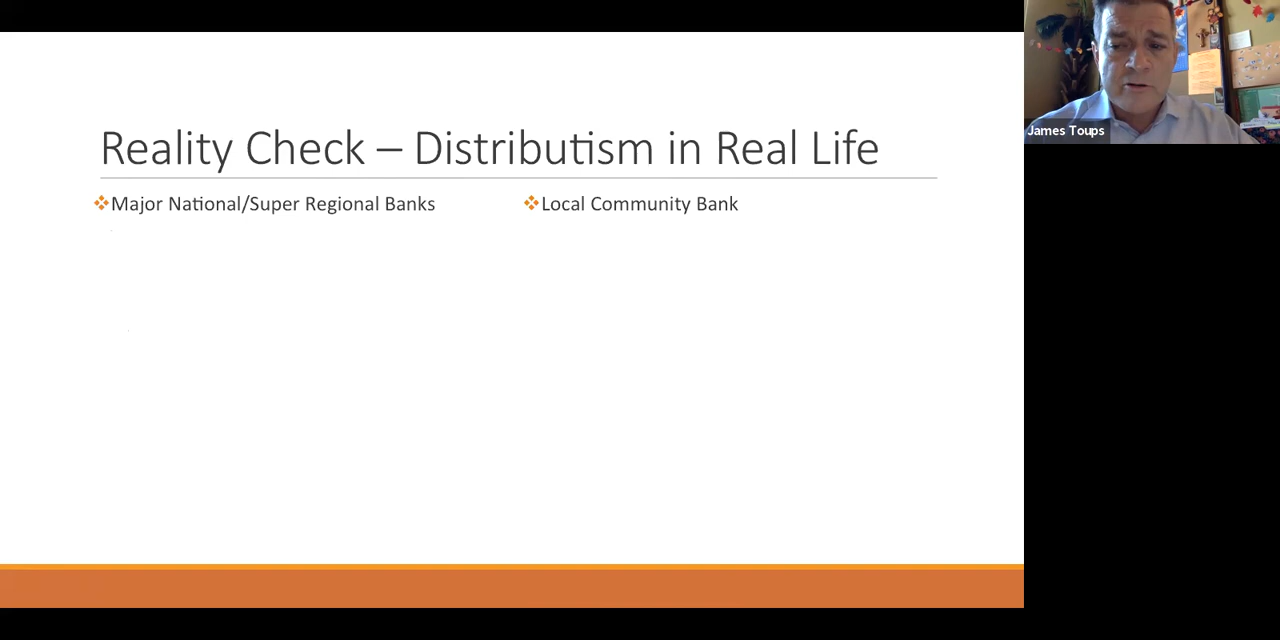 Reality Check – Distributism in Real Life
Major National/Super Regional Banks
Local Community Bank
James Toups